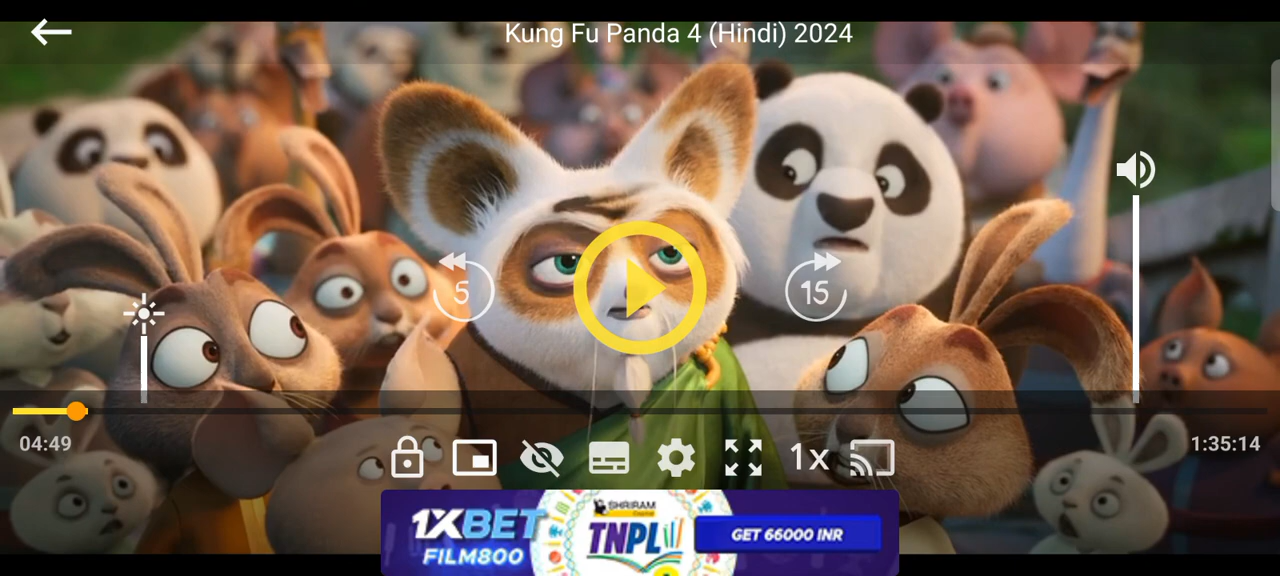 Kung Fu Panda 4 (Hindi) 2024
5
15
04:49
1:35:14
1x
1XBET
FILM800
SHRIRAM
Capital
TNPL
GET 66000 INR